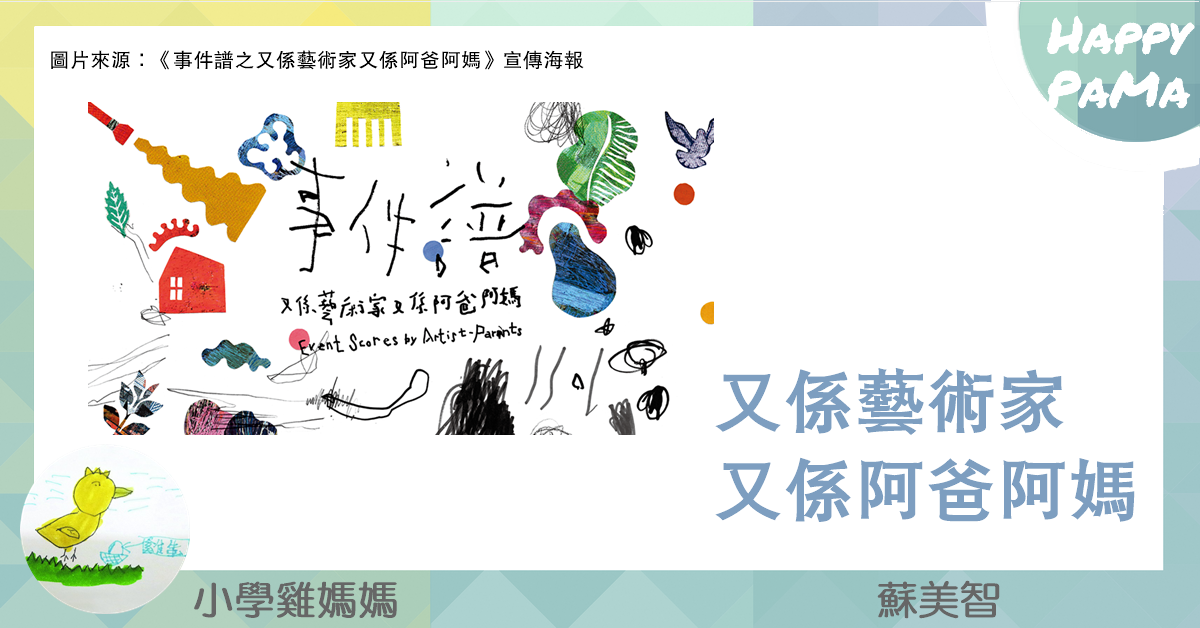 圖片來源：《事件譜之又係藝術家又係阿爸阿媽》宣傳海報
HAPPY
PAMA
事件譜
又係藝術家又係阿爸阿媽
Event Scores by Artist-Parents
又係藝術家
又係阿爸阿媽
小學雞媽媽
蘇美智